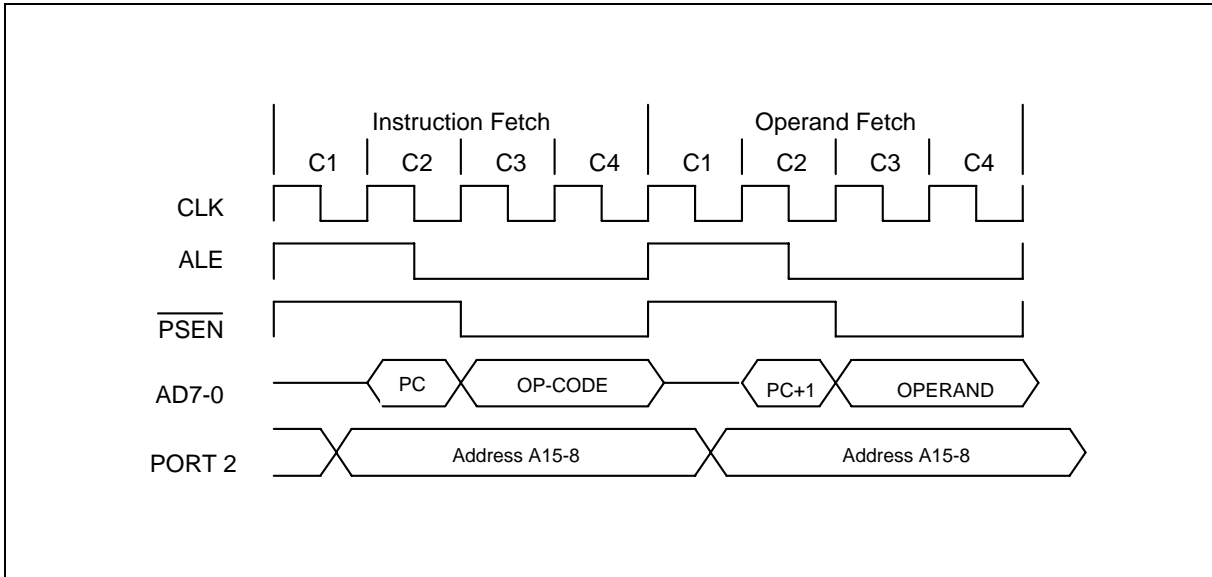 Instruction Fetch Operand Fetch
C1 C2 C3 C4 C1 C2 C3 C4
CLK
ALE
PSEN
AD7-0 PC OP-CODE PC+1 OPERAND
PORT 2 Address A15-8 Address A15-8